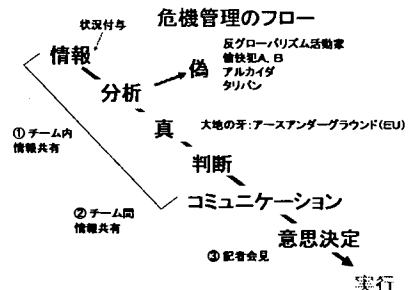 危機管理のフロー
状況付与
情報
分析
偽
反グローバリズム活動家
愉快犯A、B
アルカイダ
タリバン
真
大地の牙：アースアンダーグラウンド（EU）
① チーム内
情報共有
判断
コミュニケーション
② チーム間
情報共有
意思決定
③ 記者会見
実行